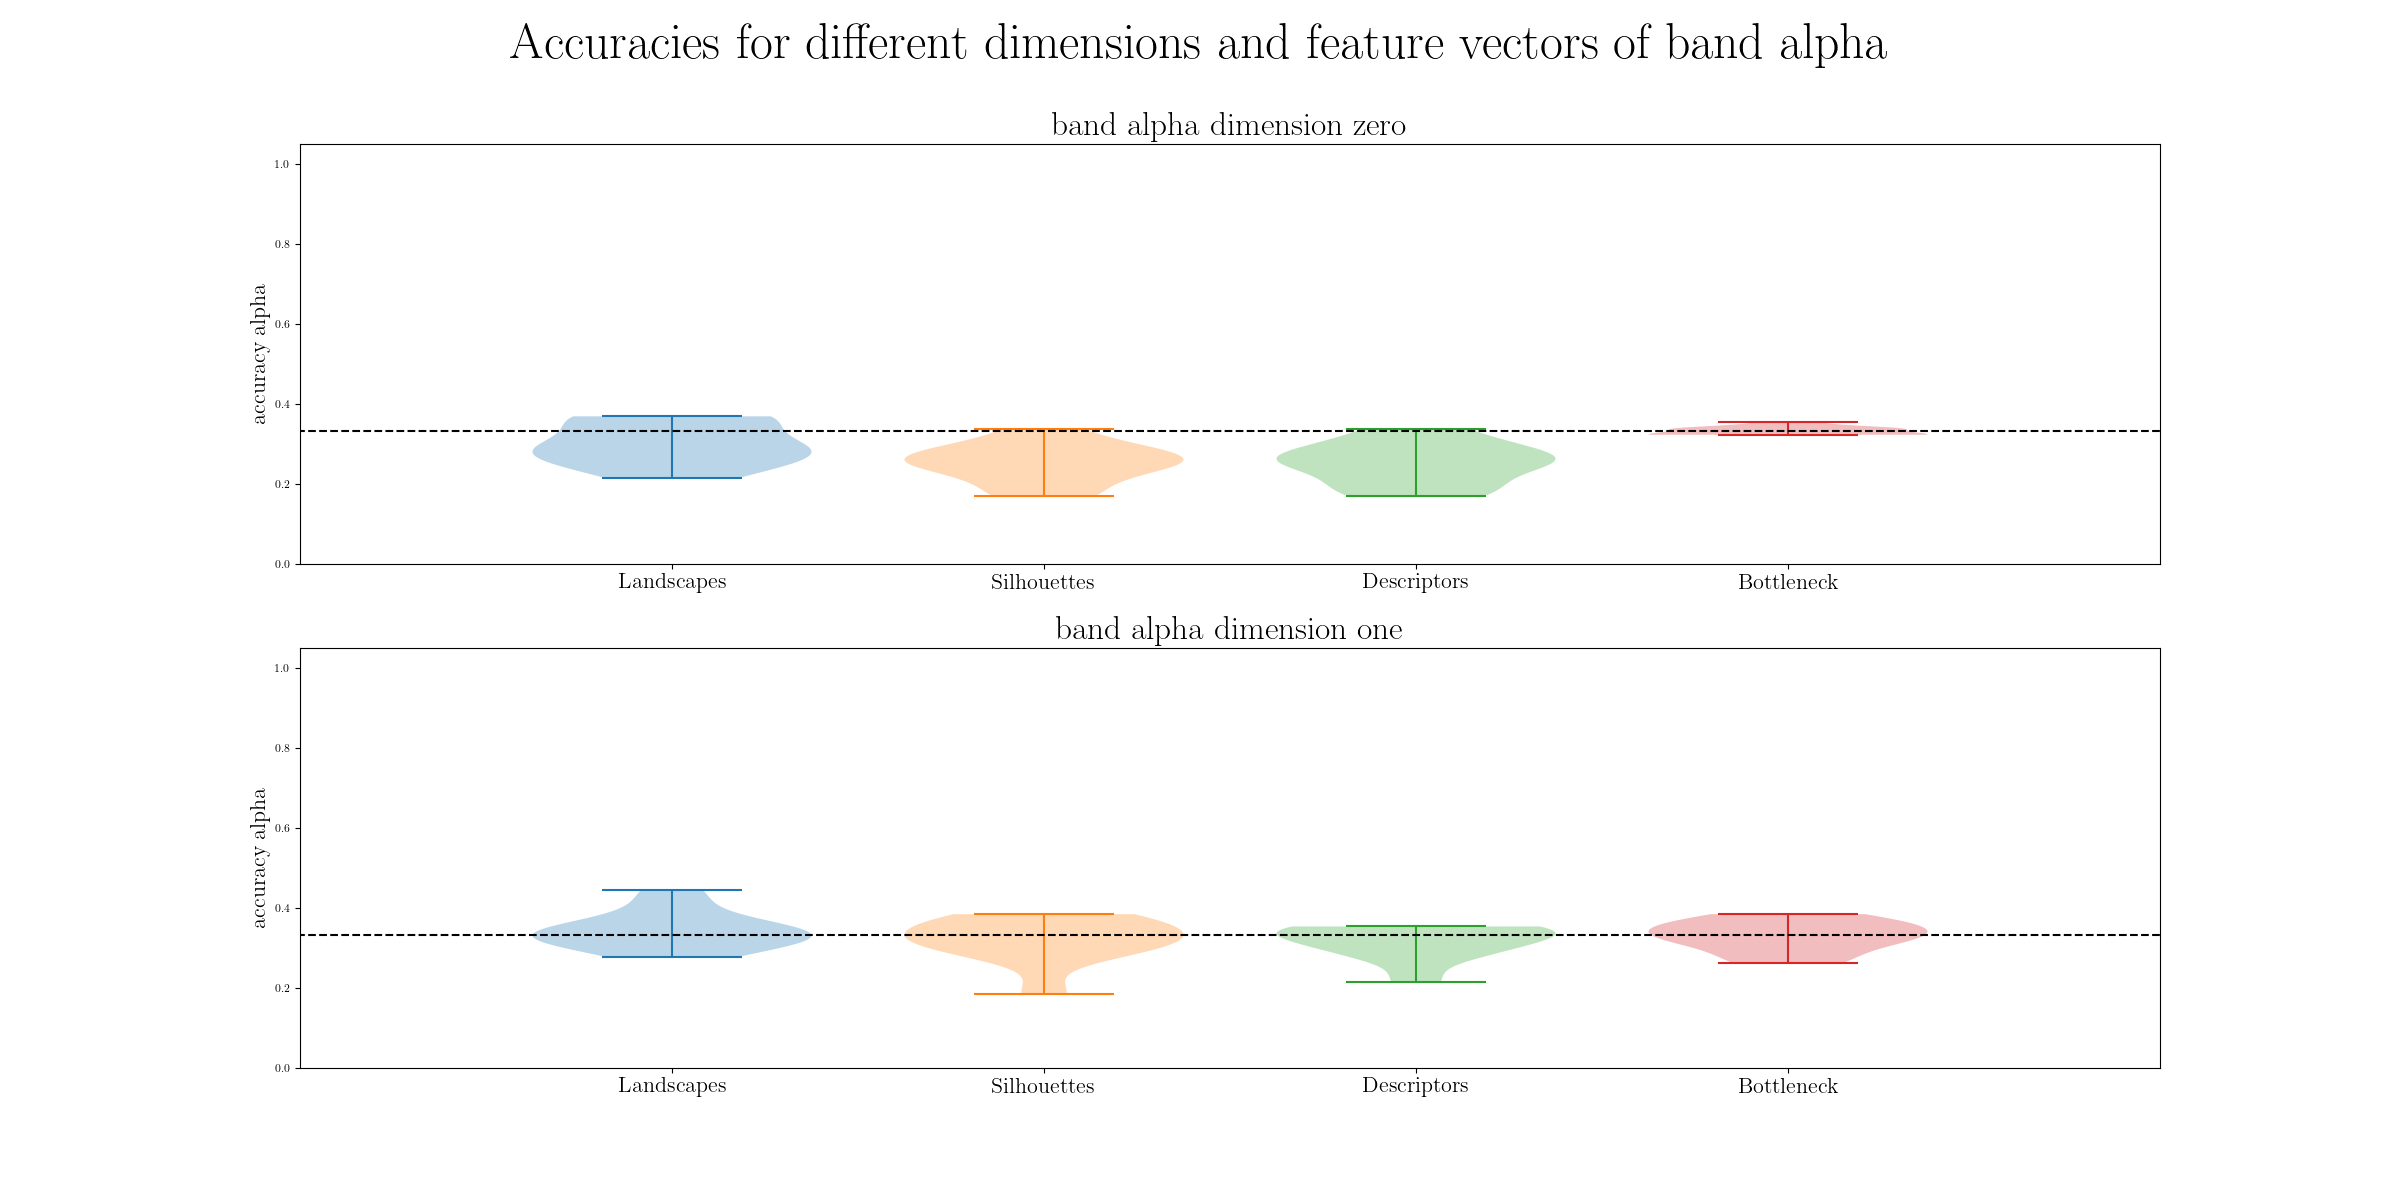 Accuracies for different dimensions and feature vectors of band alpha
band alpha dimension zero
accuracy alpha
1.0
0.8
0.6
0.4
0.2
0.0
Landscapes Silhouettes Descriptors Bottleneck
band alpha dimension one
accuracy alpha
1.0
0.8
0.6
0.4
0.2
0.0
Landscapes Silhouettes Descriptors Bottleneck